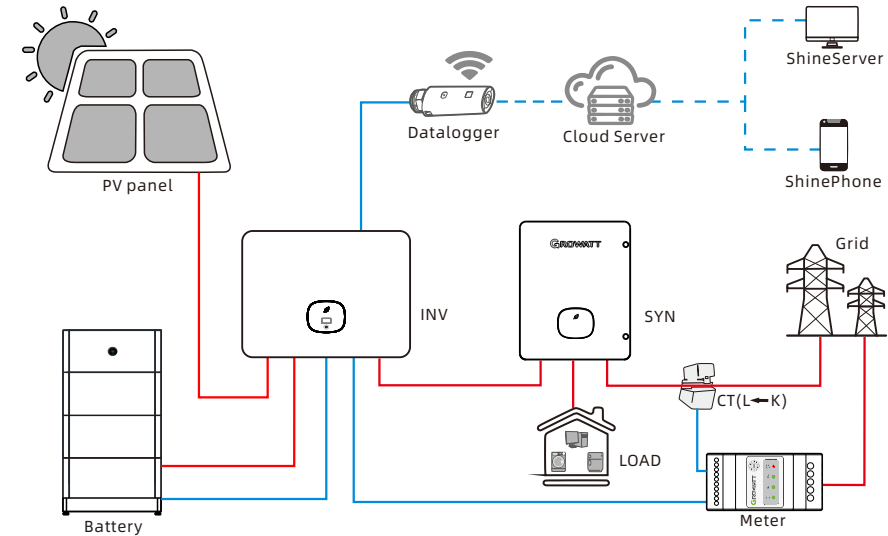 ShineServer
Datalogger
Cloud Server
PV panel
ShinePhone
GROWATT
Grid
INV
SYN
CT(L←K)
LOAD
GROWATT
Battery
Meter